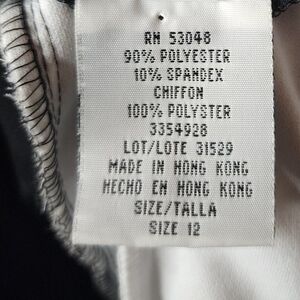 RN 53048
90% POLYESTER
10% SPANDEX
CHIFFON
100% POLYSTER
3354928
LOT/LOTE 31529
MADE IN HONG KONG
HECHO EN HONG KONG
SIZE/TALLA
SIZE 12